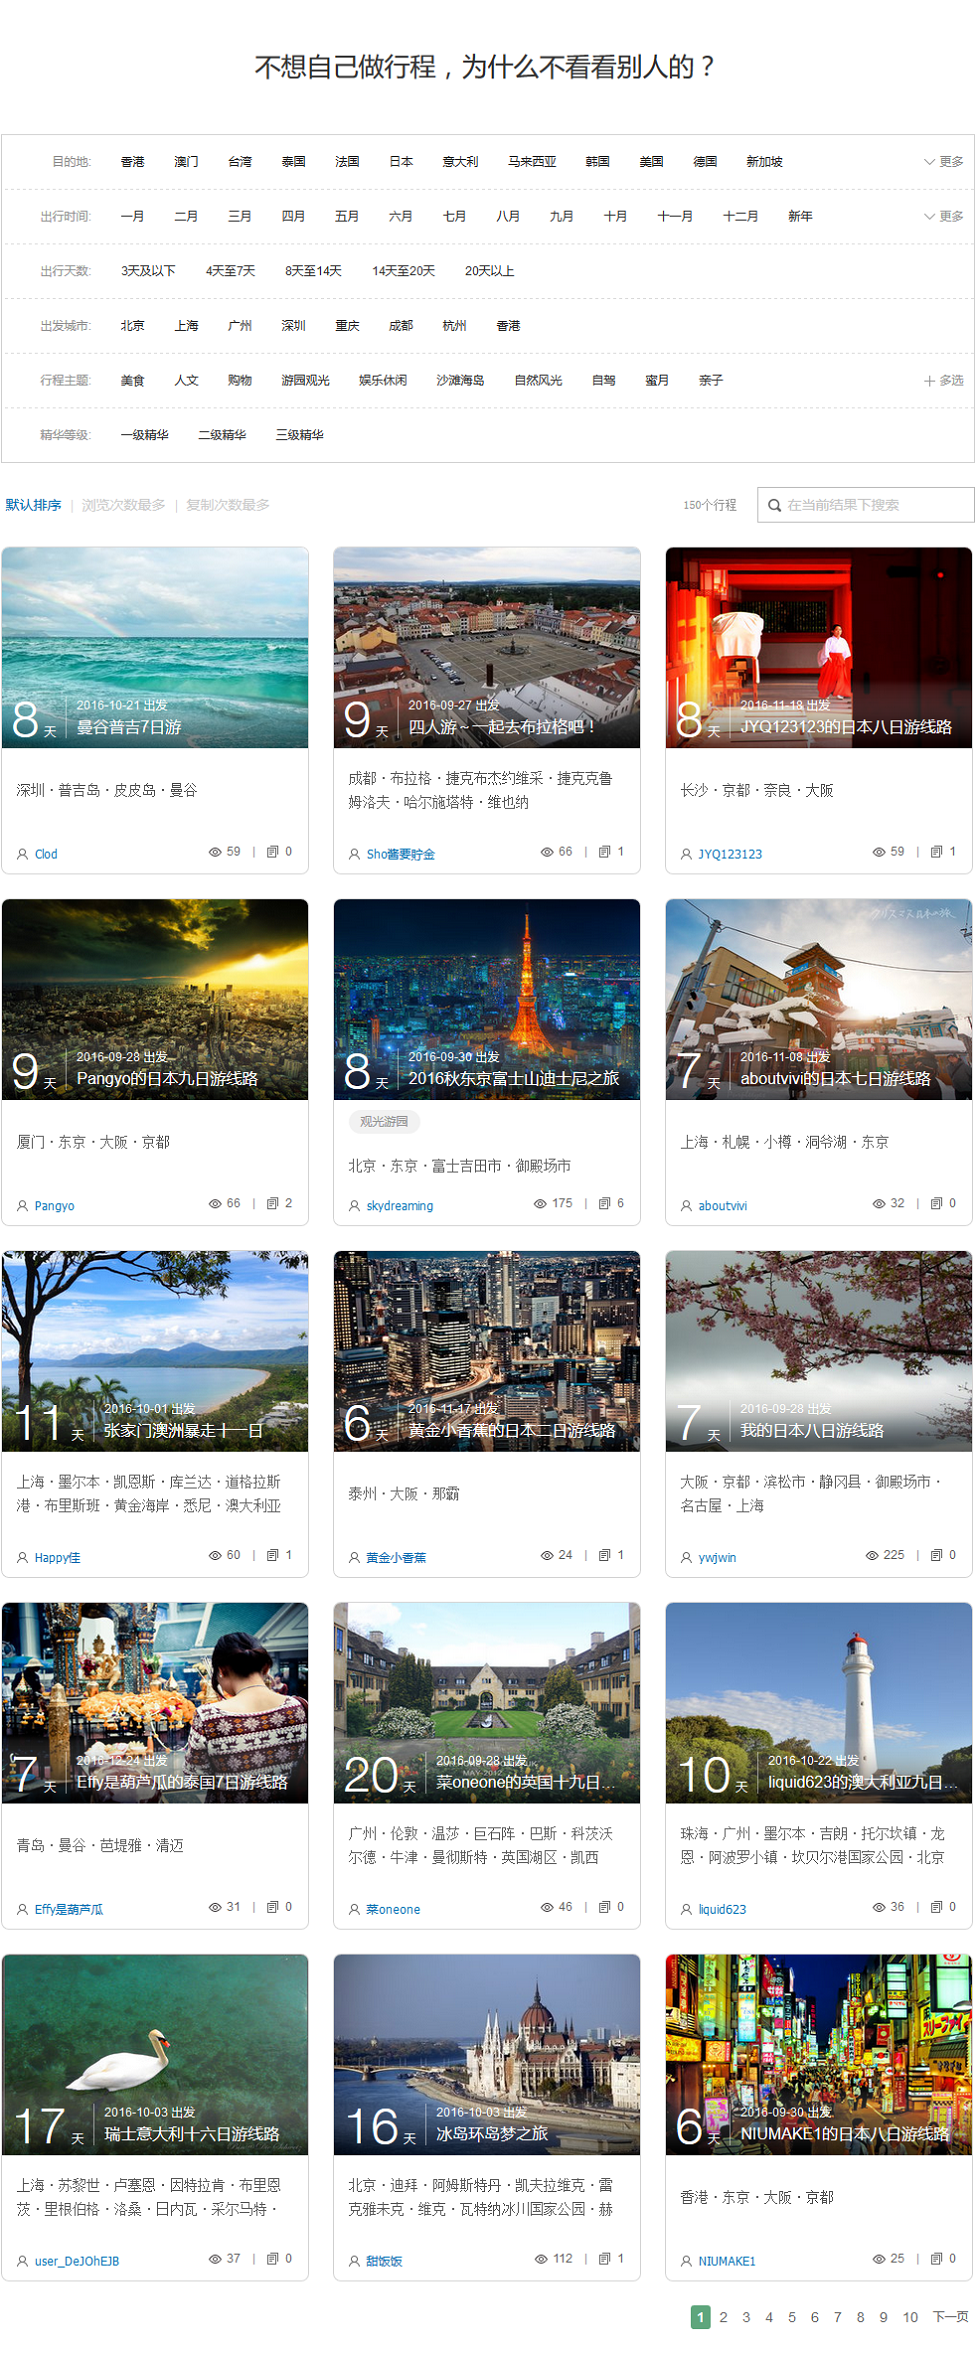 不想自己做行程，为什么不看看别人的？
目的地: 香港 澳门 台湾 泰国 法国 日本 意大利 马来西亚 韩国 美国 德国 新加坡 更多
出行时间: 一月 二月 三月 四月 五月 六月 七月 八月 九月 十月 十一月 十二月 新年 更多
出行天数: 3天及以下 4天至7天 8天至14天 14天至20天 20天以上
出发城市: 北京 上海 广州 深圳 重庆 成都 杭州 香港
行程主题: 美食 人文 购物 游园观光 娱乐休闲 沙滩海岛 自然风光 自驾 蜜月 亲子 多选
精华等级: 一级精华 二级精华 三级精华
默认排序 | 浏览次数最多 | 复制次数最多 150个行程 在当前结果下搜索
2016-10-21 出发
8 天 曼谷普吉7日游
深圳・普吉岛・皮皮岛・曼谷
Clod 59 | 0
2016-09-27 出发
9 天 四人游～一起去布拉格吧！
成都・布拉格・捷克布杰约维采・捷克克鲁
姆洛夫・哈尔施塔特・维也纳
Sho酱要貯金 66 | 1
2016-11-18 出发
8 天 JYQ123123的日本八日游线路
长沙・京都・奈良・大阪
JYQ123123 59 | 1
2016-09-28 出发
9 天 Pangyo的日本九日游线路
厦门・东京・大阪・京都
Pangyo 66 | 2
2016-09-30 出发
8 天 2016秋东京富士山迪士尼之旅
观光游园
北京・东京・富士吉田市・御殿场市
skydreaming 175 | 6
2016-11-08 出发
7 天 aboutvivi的日本七日游线路
上海・札幌・小樽・洞爷湖・东京
aboutvivi 32 | 0
2016-10-01 出发
11 天 张家门澳洲暴走十一日
上海・墨尔本・凯恩斯・库兰达・道格拉斯
港・布里斯班・黄金海岸・悉尼・澳大利亚
Happy佳 60 | 1
2016-11-17 出发
6 天 黄金小香蕉的日本二日游线路
泰州・大阪・那霸
黄金小香蕉 24 | 1
2016-09-28 出发
7 天 我的日本八日游线路
大阪・京都・滨松市・静冈县・御殿场市・
名古屋・上海
ywjwin 225 | 0
2016-12-24 出发
7 天 Effy是葫芦瓜的泰国7日游线路
青岛・曼谷・芭堤雅・清迈
Effy是葫芦瓜 31 | 0
2016-09-28 出发
20 天 菜oneone的英国十九日...
广州・伦敦・温莎・巨石阵・巴斯・科茨沃
尔德・牛津・曼彻斯特・英国湖区・凯西
菜oneone 46 | 0
2016-10-22 出发
10 天 liquid623的澳大利亚九日...
珠海・广州・墨尔本・吉朗・托尔坎镇・龙
恩・阿波罗小镇・坎贝尔港国家公园・北京
liquid623 36 | 0
2016-10-03 出发
17 天 瑞士意大利十六日游线路
上海・苏黎世・卢塞恩・因特拉肯・布里恩
茨・里根伯格・洛桑・日内瓦・采尔马特・
user_DeJOhEJB 37 | 0
2016-10-03 出发
16 天 冰岛环岛梦之旅
北京・迪拜・阿姆斯特丹・凯夫拉维克・雷
克雅未克・维克・瓦特纳冰川国家公园・赫
甜饭饭 112 | 1
2016-09-30 出发
6 天 NIUMAKE1的日本八日游线路
香港・东京・大阪・京都
NIUMAKE1 25 | 0
1 2 3 4 5 6 7 8 9 10 下一页